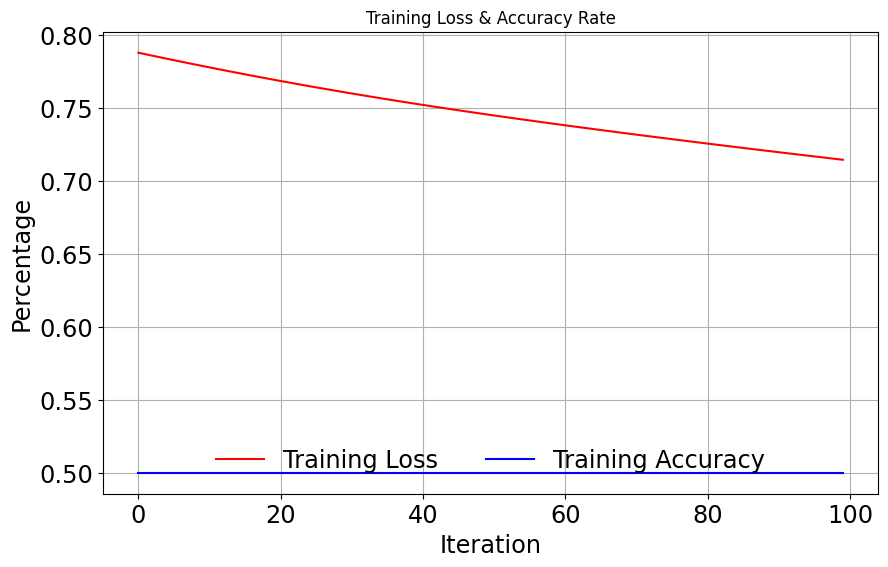 Training Loss & Accuracy Rate
0.80
0.75
0.70
0.65
0.60
0.55
0.50
Percentage
Training Loss Training Accuracy
0 20 40 60 80 100
Iteration